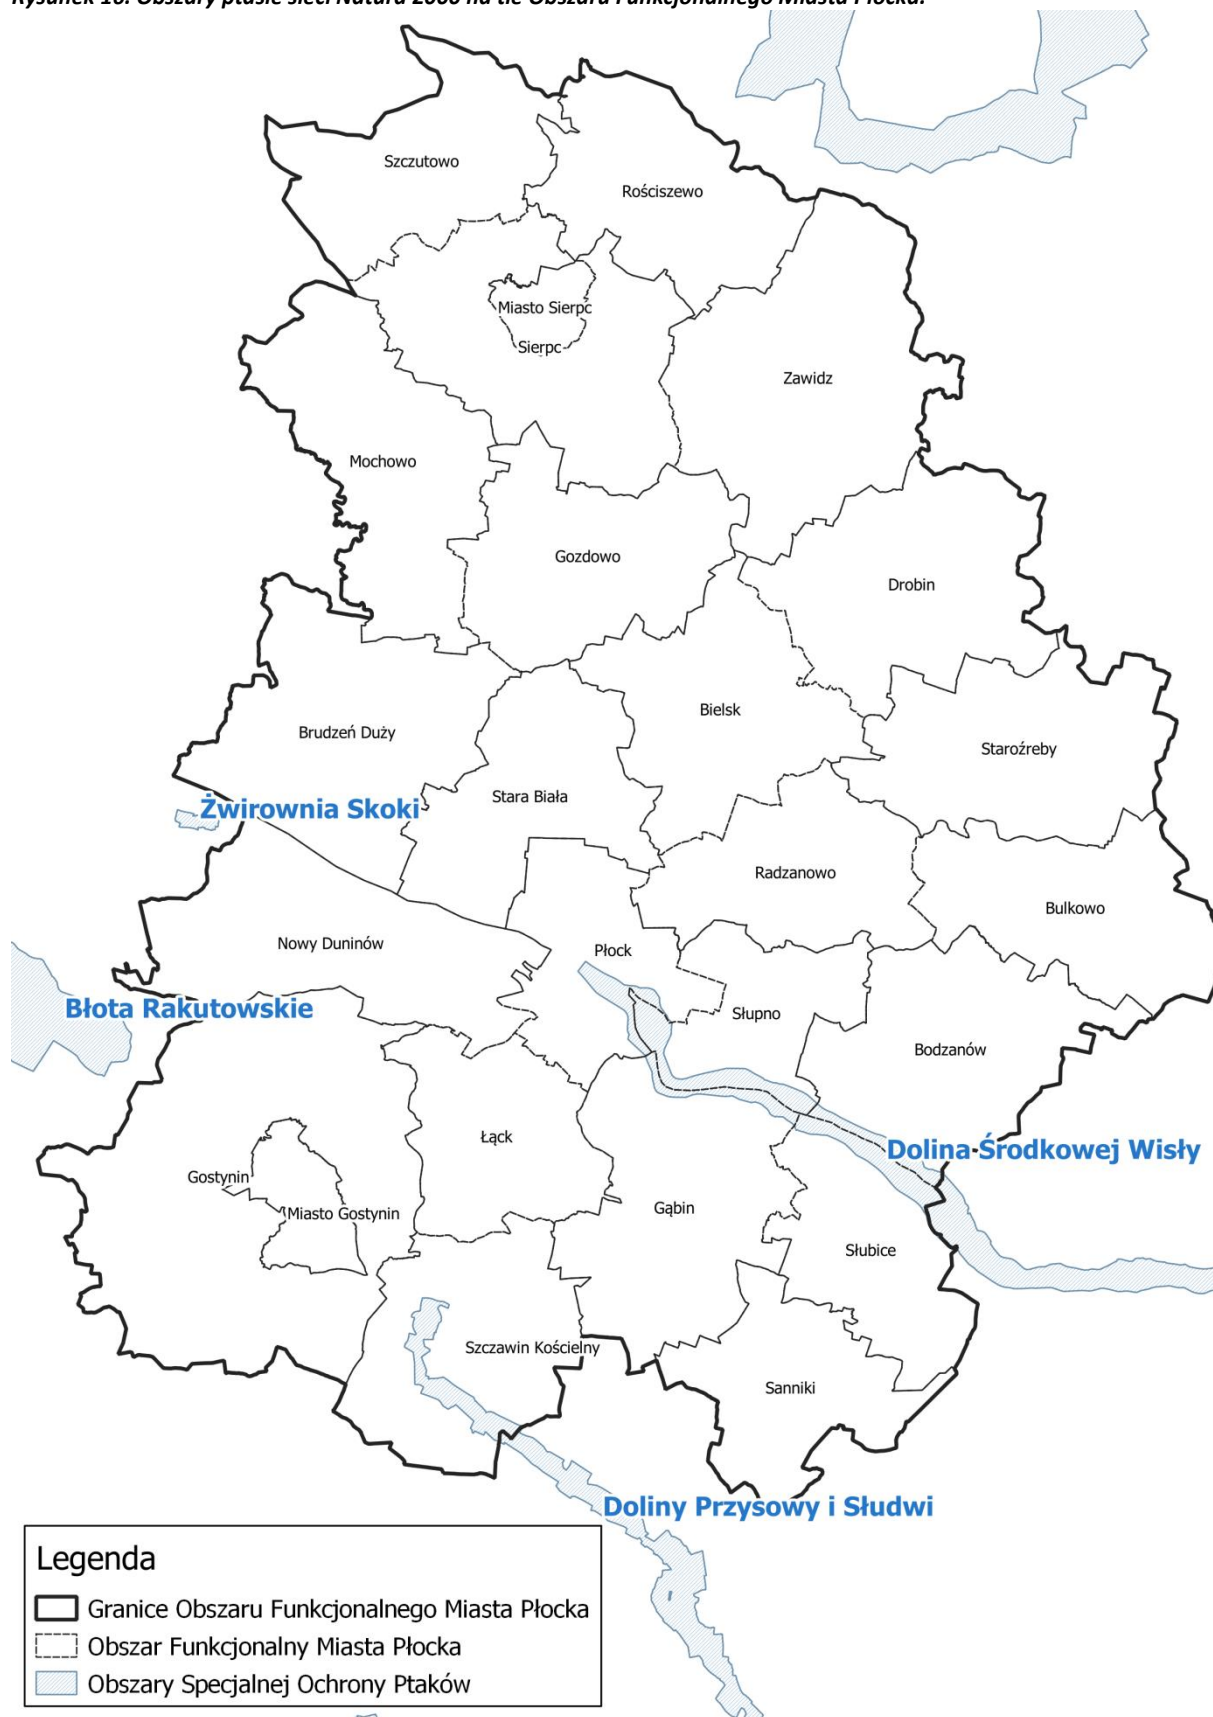 Rysunek 16. Obszary ptasie sieci Natura 2000 na tle Obszaru Funkcjonalnego Miasta Płocka.
Szczutowo
Rościszewo
Miasto Sierpc
Sierpc
Zawidz
Mochowo
Gozdowo
Drobin
Bielsk
Brudzeń Duży
Staroźreby
Stara Biała
Żwirownia Skoki
Radzanowo
Bulkowo
Nowy Duninów
Płock
Błota Rakutowskie
Słupno
Bodzanów
Łąck
Dolina Środkowej Wisły
Gostynin
Gąbin
Miasto Gostynin
Słubice
Szczawin Kościelny
Sanniki
Doliny Przysowy i Słudwi
Legenda
Granice Obszaru Funkcjonalnego Miasta Płocka
Obszar Funkcjonalny Miasta Płocka
Obszary Specjalnej Ochrony Ptaków